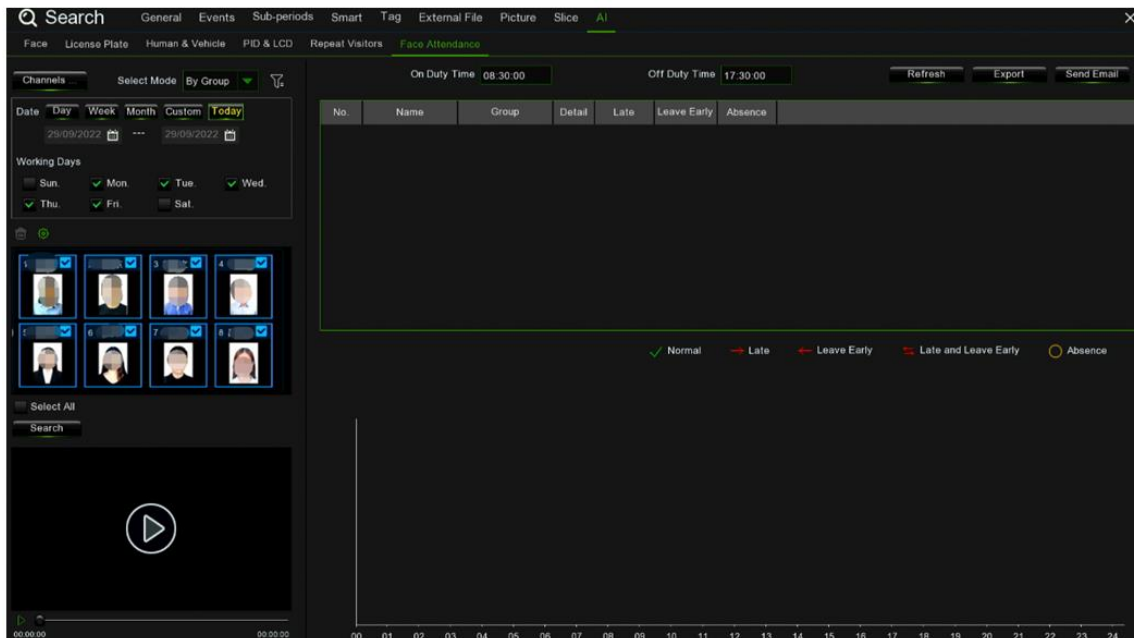 Search General Events Sub-periods Smart Tag External File Picture Slice AI
Face License Plate Human & Vehicle PID & LCD Repeat Visitors Face Attendance
Channels ... Select Mode By Group On Duty Time 08:30:00 Off Duty Time 17:30:00 Refresh Export Send Email
Date Day Week Month Custom Today
No. Name Group Detail Late Leave Early Absence
29/09/2022 --- 29/09/2022
Working Days
Sun. Mon. Tue. Wed.
Thu. Fri. Sat.
3 4
6 7 8
Normal Late Leave Early Late and Leave Early Absence
Select All
Search
00:00:00 00:00:00
00 01 02 03 04 05 06 07 08 09 10 11 12 13 14 15 16 17 18 19 20 21 22 23 24